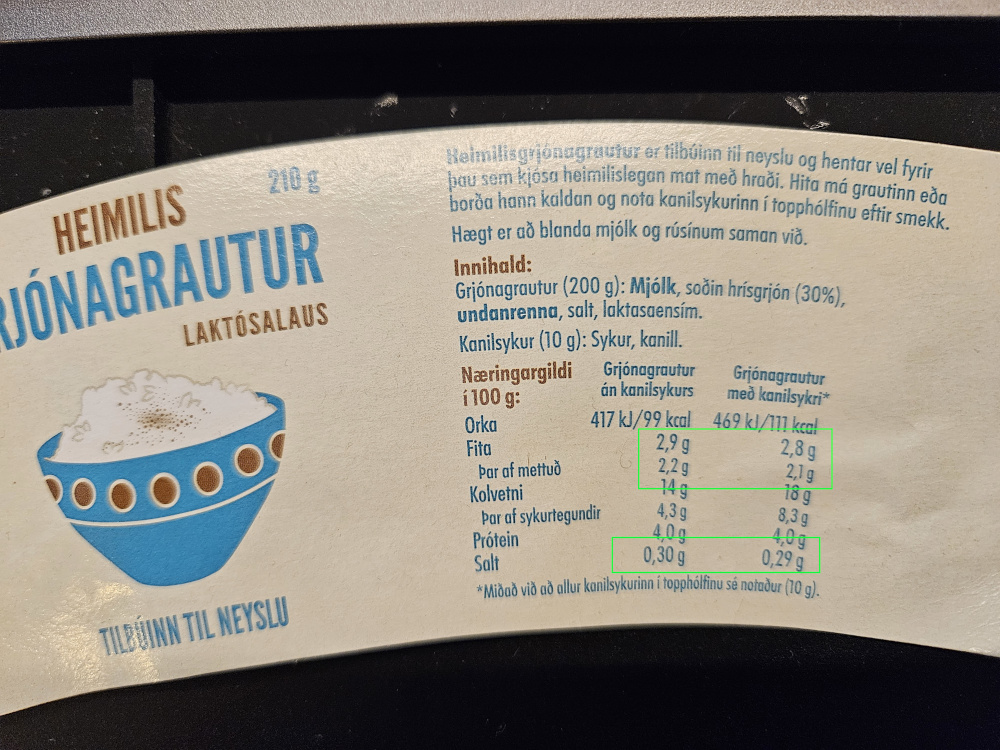 210 g
HEIMILIS
RJÓNAGRAUTUR
LAKTÓSALAUS
TILBÚINN TIL NEYSLU
Heimilisgrjónagrautur er tilbúinn til neyslu og hentar vel fyrir
þau sem kjósa heimilislegan mat með hraði. Hita má grautinn eða
borða hann kaldan og nota kanilsykurinn í topphólfinu eftir smekk.
Hægt er að blanda mjólk og rúsínum saman við.
Innihald:
Grjónagrautur (200 g): Mjólk, soðin hrísgrjón (30%),
undanrenna, salt, laktasaensím.
Kanilsykur (10 g): Sykur, kanill.
Næringargildi Grjónagrautur Grjónagrautur
í 100 g: án kanilsykurs með kanilsykri*
Orka 417 kJ/99 kcal 469 kJ/111 kcal
Fita 2,9 g 2,8 g
Þar af mettuð 2,2 g 2,1 g
Kolvetni 14 g 18 g
Þar af sykurtegundir 4,3 g 8,3 g
Prótein 4,0 g 4,0 g
Salt 0,30 g 0,29 g
*Miðað við að allur kanilsykurinn í topphólfinu sé notaður (10 g).